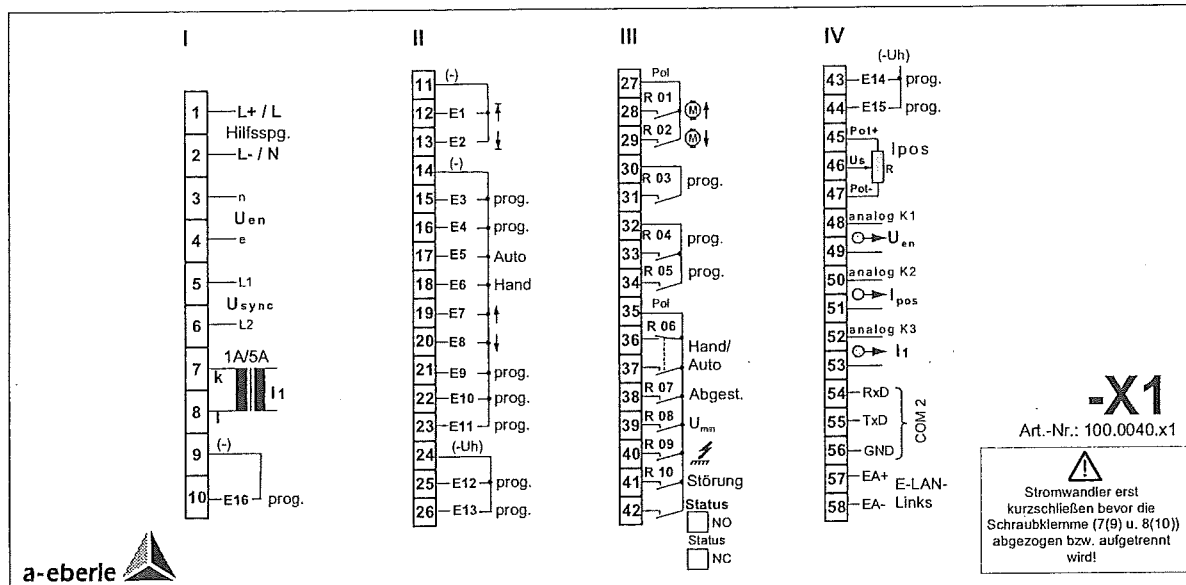 I
1 L+ / L
Hilfsspg.
2 L- / N
3 n
Uen
4 e
5 L1
Usync
6 L2
1A/5A
7 k
I1
8 l
9 (-)
10 E16 prog.
II
11 (-)
12 E1
13 E2
14 (-)
15 E3 prog.
16 E4 prog.
17 E5 Auto
18 E6 Hand
19 E7
20 E8
21 E9 prog.
22 E10 prog.
23 E11 prog.
24 (-Uh)
25 E12 prog.
26 E13 prog.
III
27 Pol
28 R 01 M
29 R 02 M
30
R 03 prog.
31
32
R 04 prog.
33
34 R 05 prog.
35 Pol
36 R 06
Hand/
37 Auto
38 R 07 Abgest.
39 R 08 Umin
40 R 09
41 R 10 Störung
42
Status
NO
Status
NC
IV
(-Uh)
43 E14 prog.
44 E15 prog.
45 Pol+
Ipos
46 Us R
47 Pol-
48 analog K1
Uen
49
50 analog K2
Ipos
51
52 analog K3
I1
53
54 RxD
55 TxD
COM 2
56 GND
57 EA+ E-LAN-
58 EA- Links
-X1
Art.-Nr.: 100.0040.x1
Stromwandler erst
kurzschließen bevor die
Schraubklemme (7(9) u. 8(10))
abgezogen bzw. aufgetrennt
wird!
a-eberle